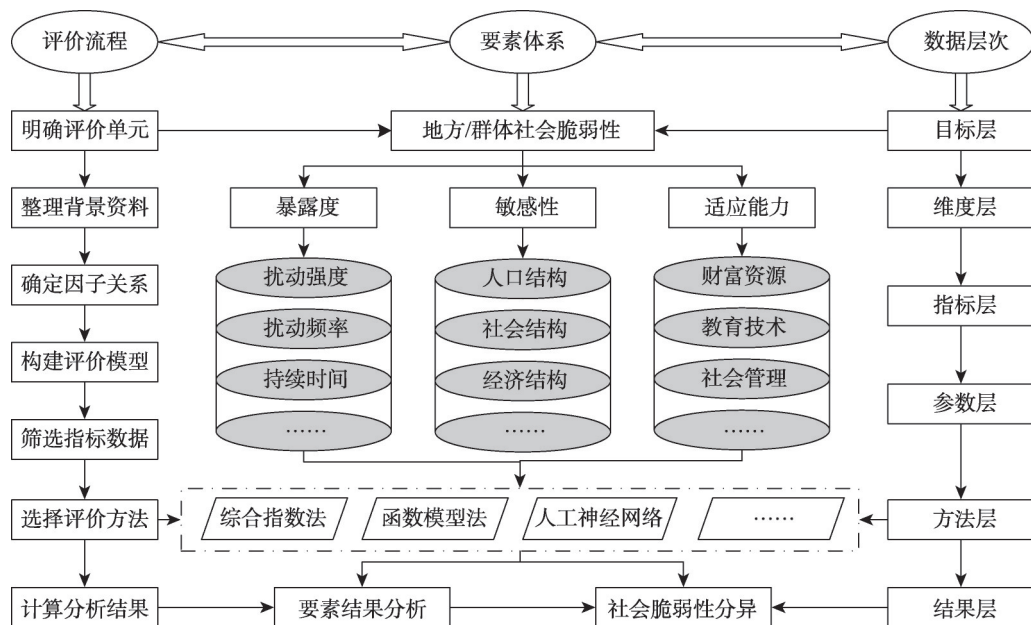 评价流程
要素体系
数据层次
明确评价单元
地方/群体社会脆弱性
目标层
整理背景资料
暴露度
敏感性
适应能力
维度层
确定因子关系
扰动强度
人口结构
财富资源
指标层
扰动频率
社会结构
教育技术
构建评价模型
持续时间
经济结构
社会管理
参数层
筛选指标数据
……
……
……
选择评价方法
综合指数法
函数模型法
人工神经网络
……
方法层
计算分析结果
要素结果分析
社会脆弱性分异
结果层